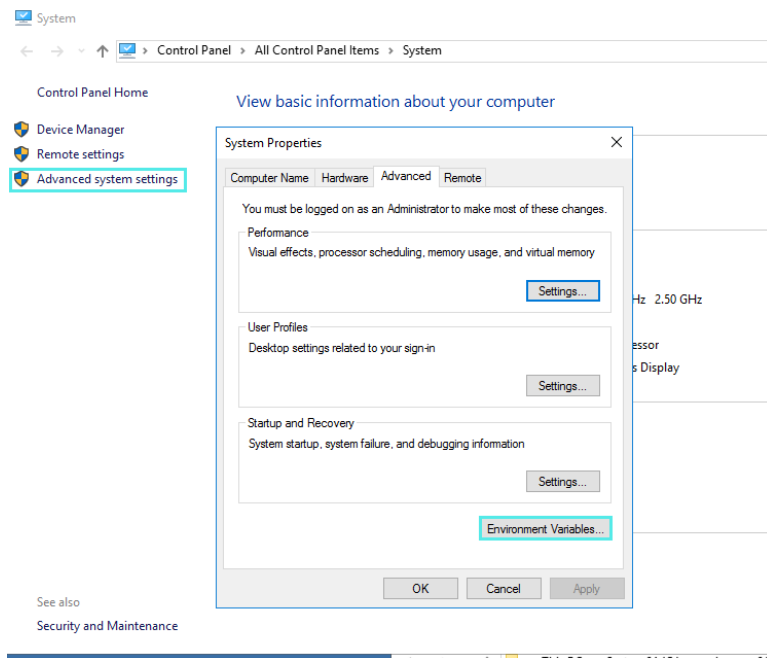 System
Control Panel > All Control Panel Items > System
Control Panel Home
View basic information about your computer
Device Manager
Remote settings
Advanced system settings
System Properties
Computer Name Hardware Advanced Remote
You must be logged on as an Administrator to make most of these changes.
Performance
Visual effects, processor scheduling, memory usage, and virtual memory
Settings...
Hz 2.50 GHz
User Profiles
Desktop settings related to your sign-in
essor
s Display
Settings...
Startup and Recovery
System startup, system failure, and debugging information
Settings...
Environment Variables...
OK Cancel Apply
See also
Security and Maintenance